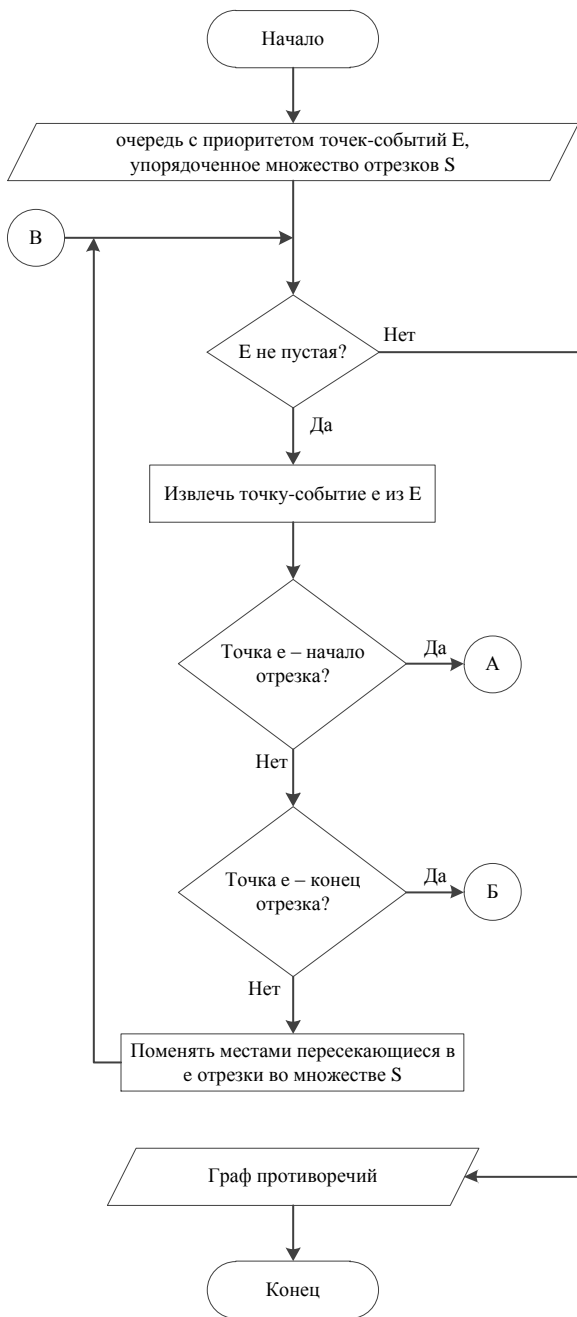 Начало
очередь с приоритетом точек-событий E,
упорядоченное множество отрезков S
В
E не пустая?
Нет
Да
Извлечь точку-событие e из E
Точка e – начало
отрезка?
Да
А
Нет
Точка e – конец
отрезка?
Да
Б
Нет
Поменять местами пересекающиеся в
e отрезки во множестве S
Граф противоречий
Конец